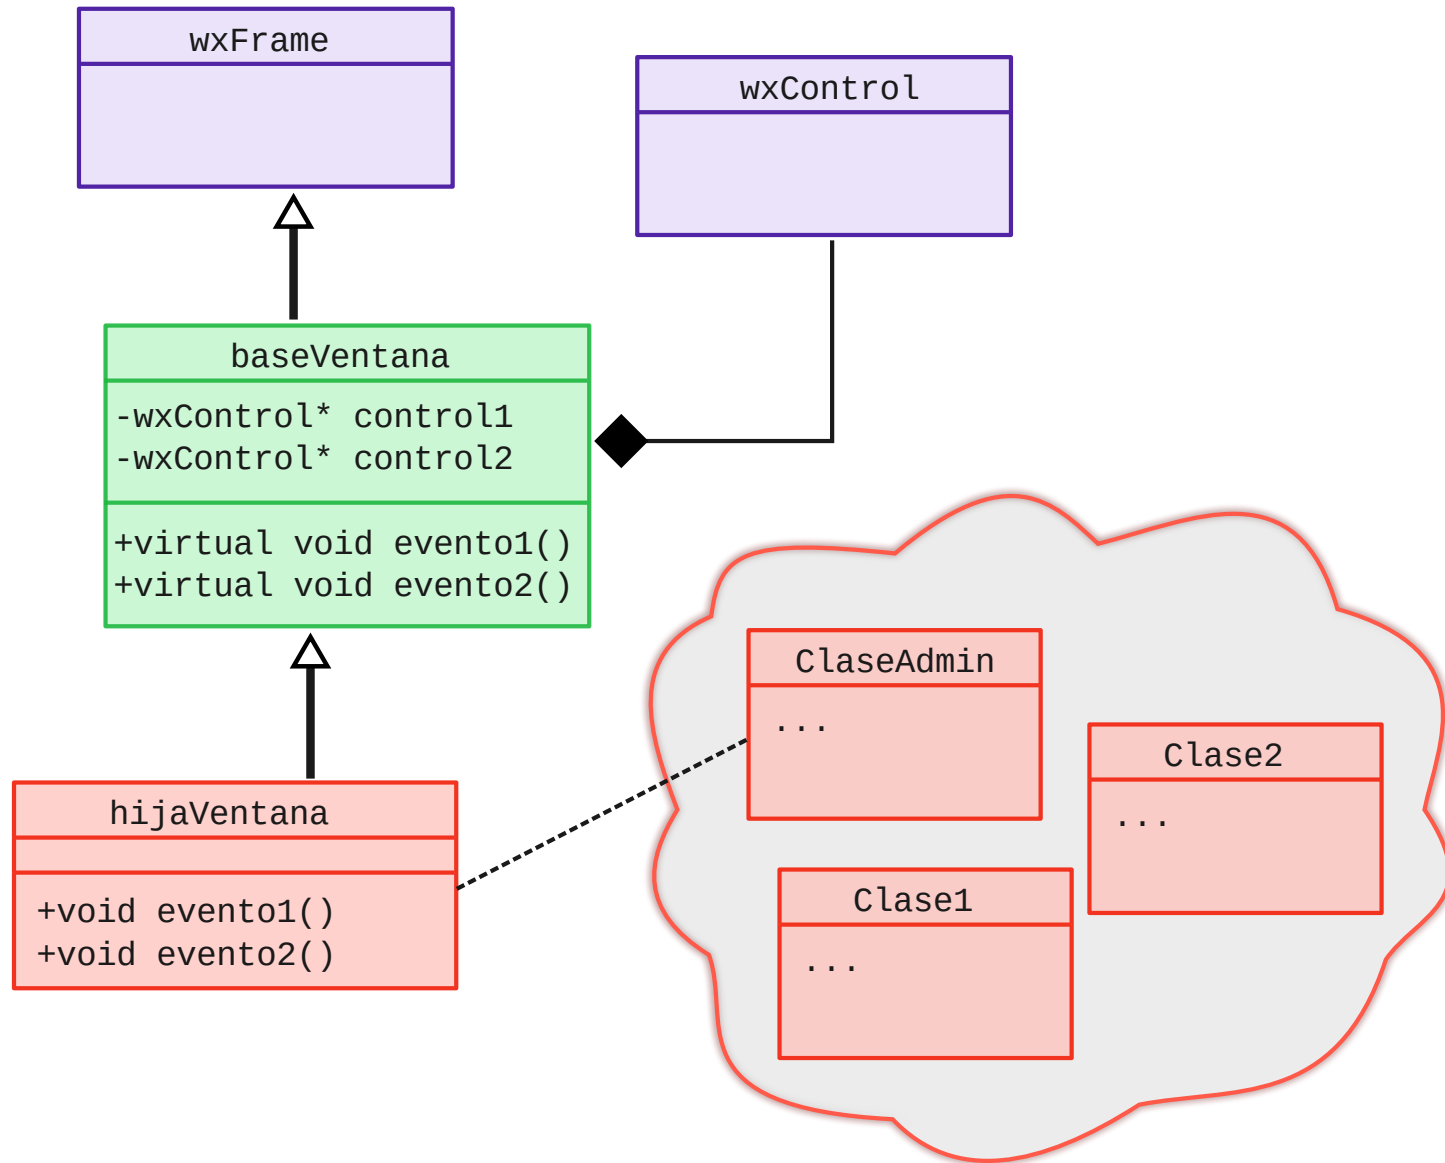 wxFrame
wxControl
baseVentana
-wxControl* control1
-wxControl* control2
+virtual void evento1()
+virtual void evento2()
hijaVentana
+void evento1()
+void evento2()
ClaseAdmin
...
Clase2
...
Clase1
...